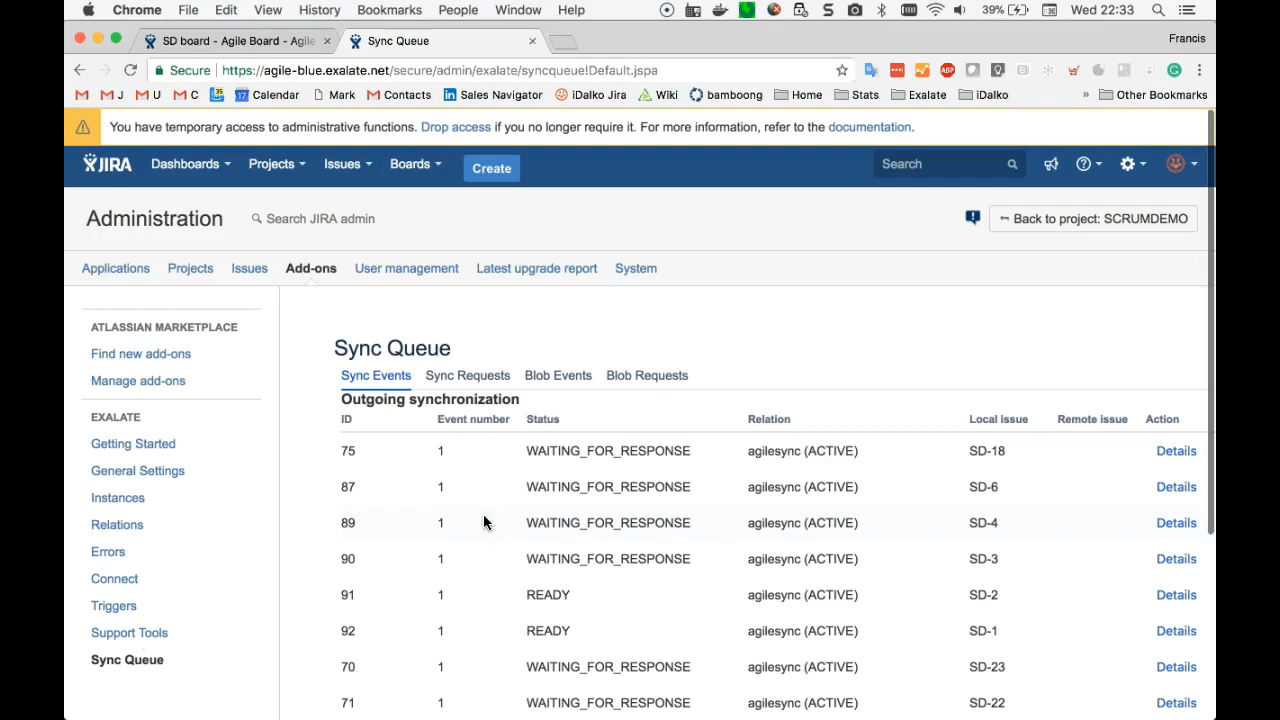 Chrome File Edit View History Bookmarks People Window Help 39% Wed 22:33
SD board - Agile Board - Agile Sync Queue Francis
Secure https://agile-blue.exalate.net/secure/admin/exalate/syncqueue!Default.jspa
M J M U M C Calendar Mark Contacts Sales Navigator iDalko Jira Wiki bamboong Home Stats Exalate iDalko » Other Bookmarks
You have temporary access to administrative functions. Drop access if you no longer require it. For more information, refer to the documentation.
JIRA Dashboards Projects Issues Boards Create Search
Administration Search JIRA admin Back to project: SCRUMDEMO
Applications Projects Issues Add-ons User management Latest upgrade report System
ATLASSIAN MARKETPLACE
Find new add-ons
Manage add-ons
EXALATE
Getting Started
General Settings
Instances
Relations
Errors
Connect
Triggers
Support Tools
Sync Queue
Sync Queue
Sync Events Sync Requests Blob Events Blob Requests
Outgoing synchronization
ID Event number Status Relation Local issue Remote issue Action
75 1 WAITING_FOR_RESPONSE agilesync (ACTIVE) SD-18 Details
87 1 WAITING_FOR_RESPONSE agilesync (ACTIVE) SD-6 Details
89 1 WAITING_FOR_RESPONSE agilesync (ACTIVE) SD-4 Details
90 1 WAITING_FOR_RESPONSE agilesync (ACTIVE) SD-3 Details
91 1 READY agilesync (ACTIVE) SD-2 Details
92 1 READY agilesync (ACTIVE) SD-1 Details
70 1 WAITING_FOR_RESPONSE agilesync (ACTIVE) SD-23 Details
71 1 WAITING_FOR_RESPONSE agilesync (ACTIVE) SD-22 Details